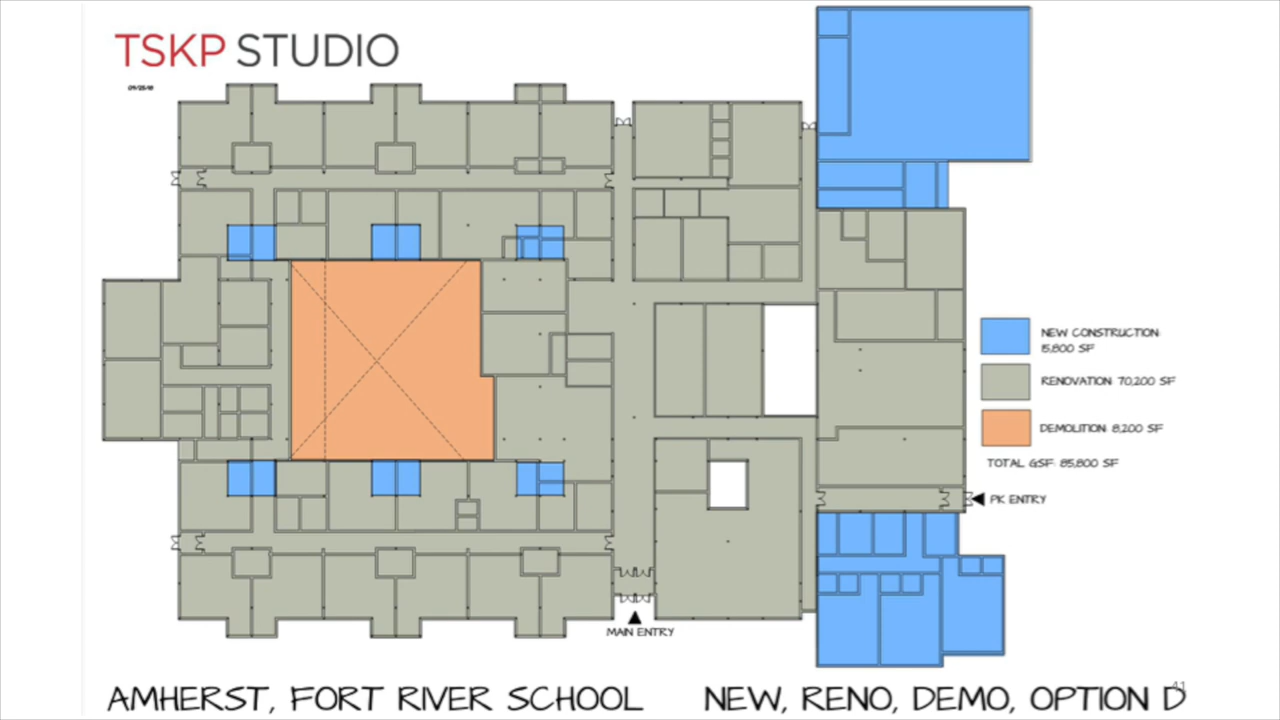 TSKP STUDIO
NEW CONSTRUCTION:
15,800 SF
RENOVATION: 70,200 SF
DEMOLITION: 8,200 SF
TOTAL GSF: 85,800 SF
PK ENTRY
MAIN ENTRY
AMHERST, FORT RIVER SCHOOL NEW, RENO, DEMO, OPTION D
41